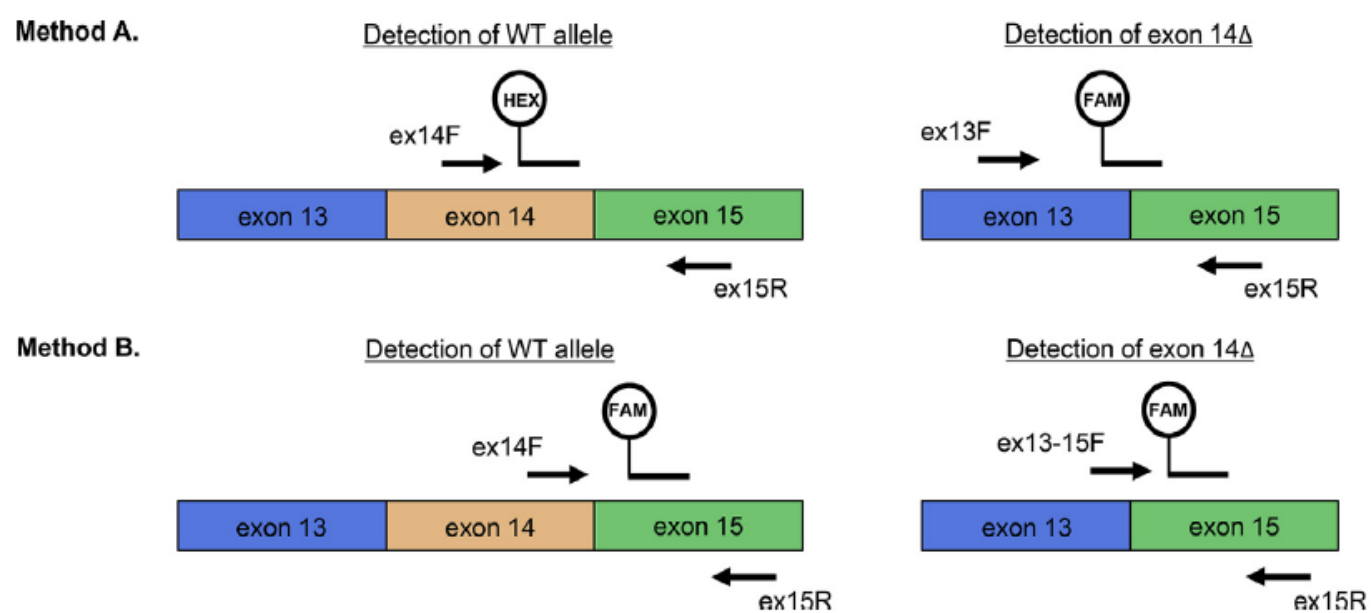 Method A.
Detection of WT allele
Detection of exon 14Δ
HEX
FAM
ex14F
ex13F
exon 13
exon 14
exon 15
exon 13
exon 15
ex15R
ex15R
Method B.
Detection of WT allele
Detection of exon 14Δ
FAM
FAM
ex14F
ex13-15F
exon 13
exon 14
exon 15
exon 13
exon 15
ex15R
ex15R